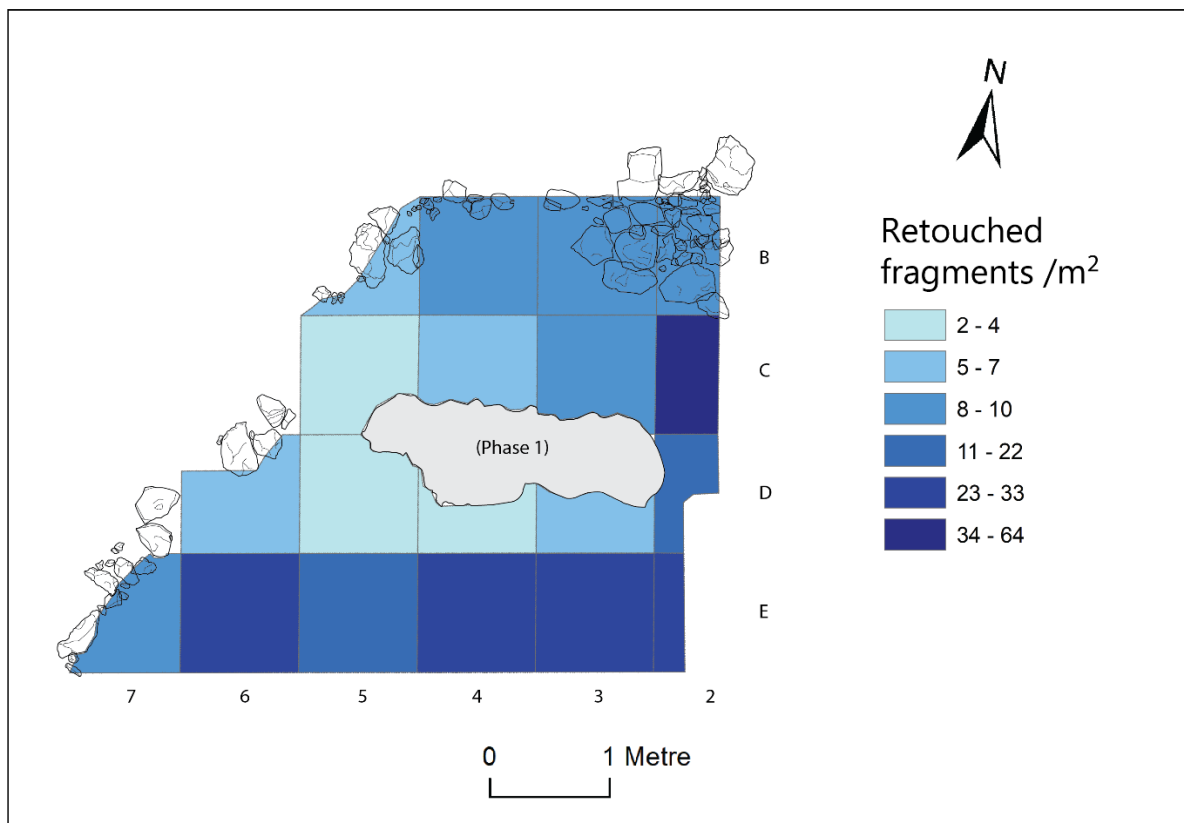 N
Retouched
fragments /m²
2 - 4
5 - 7
8 - 10
11 - 22
23 - 33
34 - 64
B
C
(Phase 1)
D
E
7 6 5 4 3 2
0 1 Metre